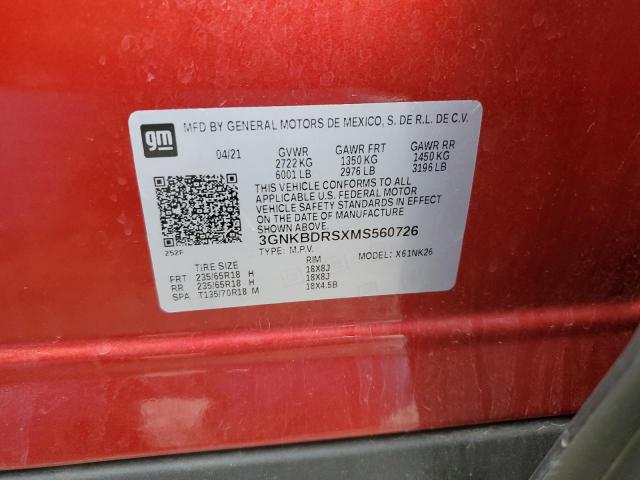 gm MFD BY GENERAL MOTORS DE MEXICO, S. DE R.L. DE C.V.
04/21 GVWR GAWR FRT GAWR RR
2722 KG 1350 KG 1450 KG
6001 LB 2976 LB 3196 LB
THIS VEHICLE CONFORMS TO ALL
APPLICABLE U.S. FEDERAL MOTOR
VEHICLE SAFETY STANDARDS IN EFFECT
ON THE DATE OF MANUFACTURE
SHOWN ABOVE.
3GNKBDRSXMS560726
252F TYPE: M.P.V. MODEL: X61NK26
TIRE SIZE RIM
FRT 235/65R18 H 18X8J
RR 235/65R18 H 18X8J
SPA T135/70R18 M 18X4.5B